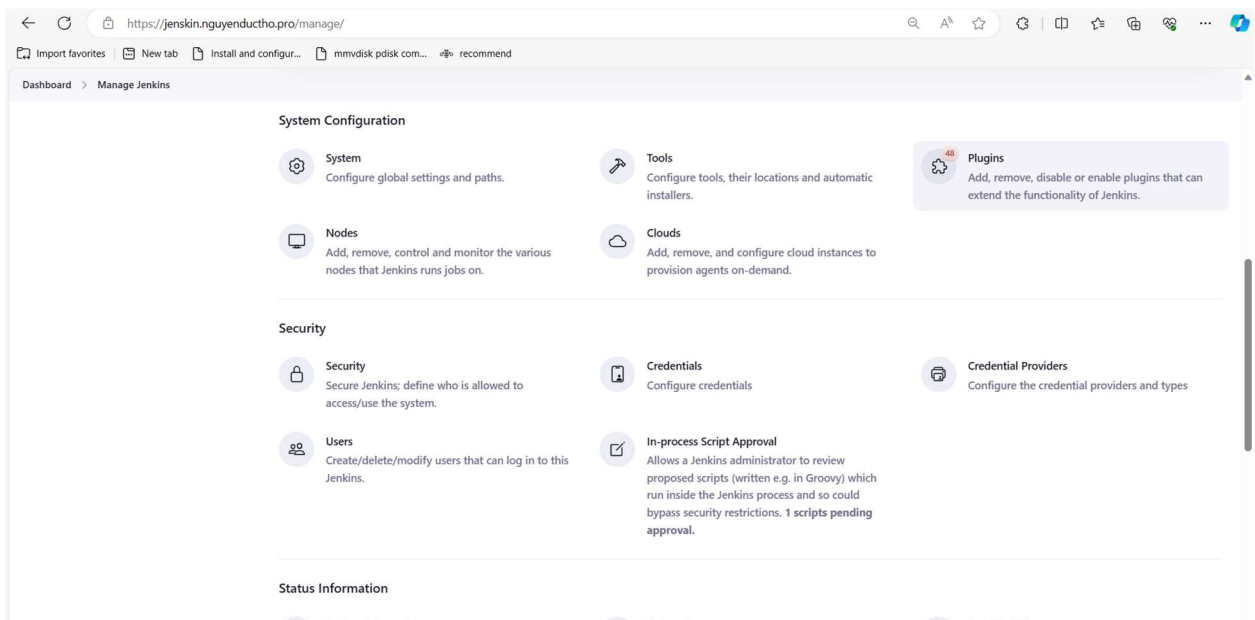 https://jenskin.nguyenductho.pro/manage/
Import favorites
New tab
Install and configur...
mmvdisk pdisk com...
recommend
Dashboard > Manage Jenkins
System Configuration
System
Configure global settings and paths.
Tools
Configure tools, their locations and automatic
installers.
48
Plugins
Add, remove, disable or enable plugins that can
extend the functionality of Jenkins.
Nodes
Add, remove, control and monitor the various
nodes that Jenkins runs jobs on.
Clouds
Add, remove, and configure cloud instances to
provision agents on-demand.
Security
Security
Secure Jenkins; define who is allowed to
access/use the system.
Credentials
Configure credentials
Credential Providers
Configure the credential providers and types
Users
Create/delete/modify users that can log in to this
Jenkins.
In-process Script Approval
Allows a Jenkins administrator to review
proposed scripts (written e.g. in Groovy) which
run inside the Jenkins process and so could
bypass security restrictions. 1 scripts pending
approval.
Status Information